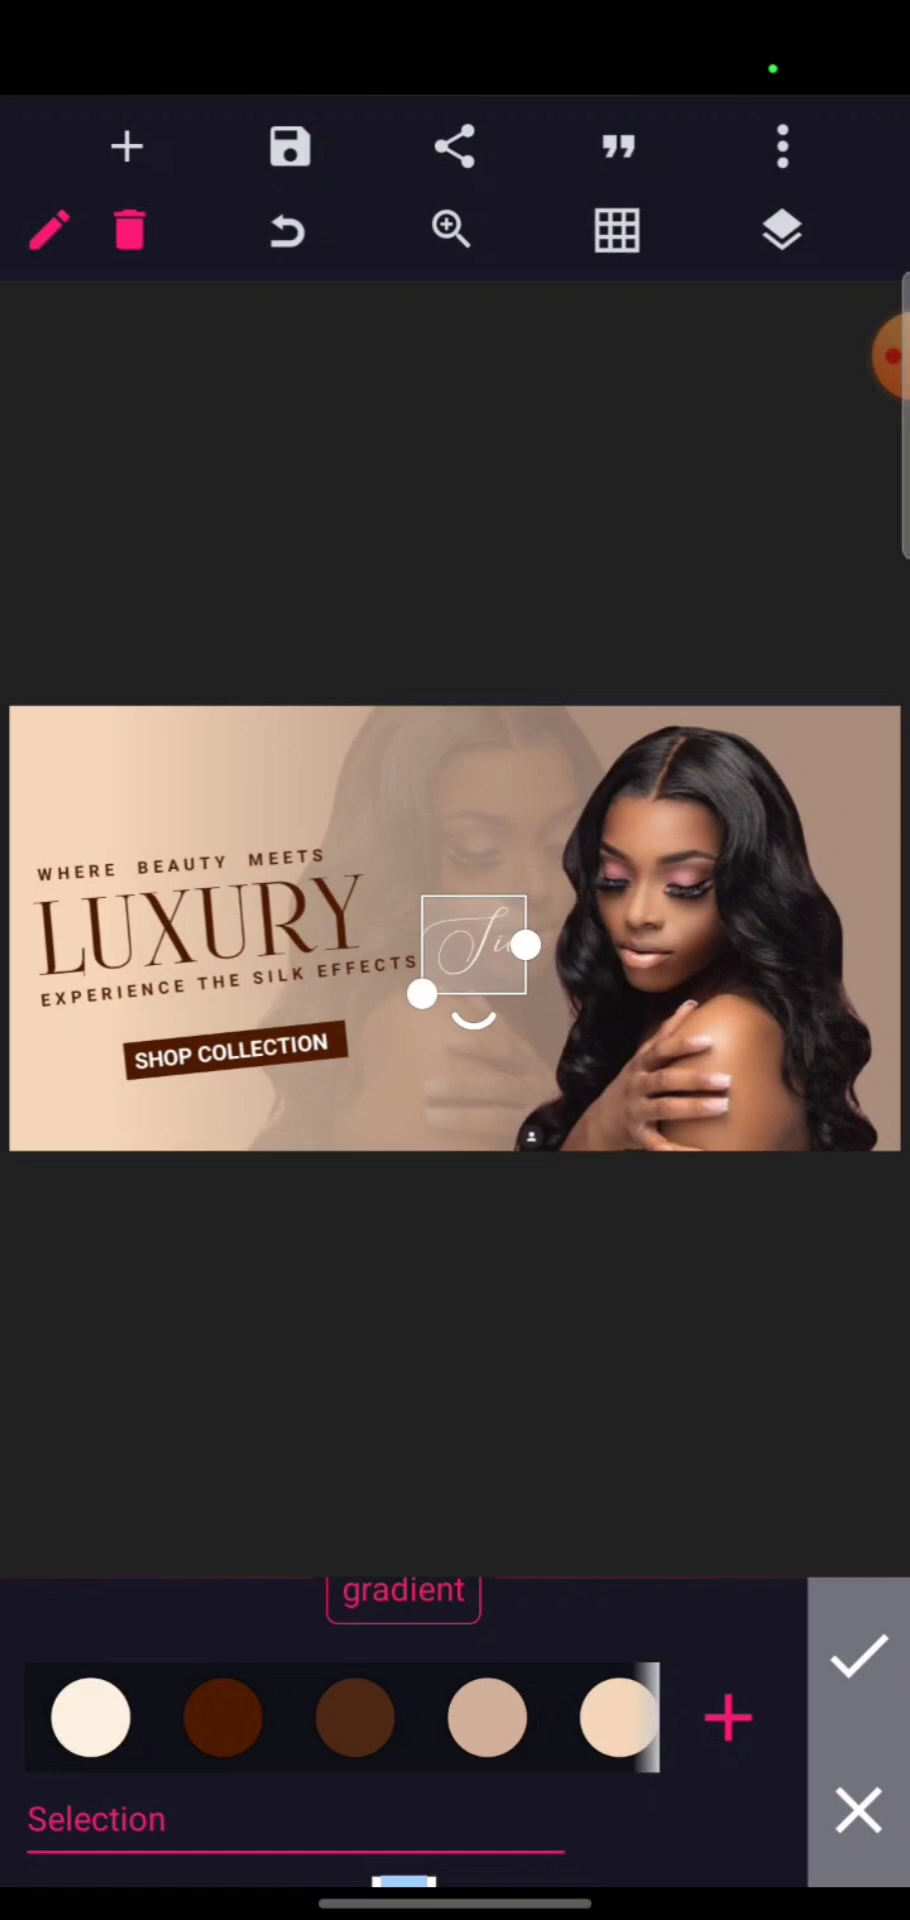 WHERE BEAUTY MEETS
LUXURY
EXPERIENCE THE SILK EFFECTS
SHOP COLLECTION
gradient
Selection